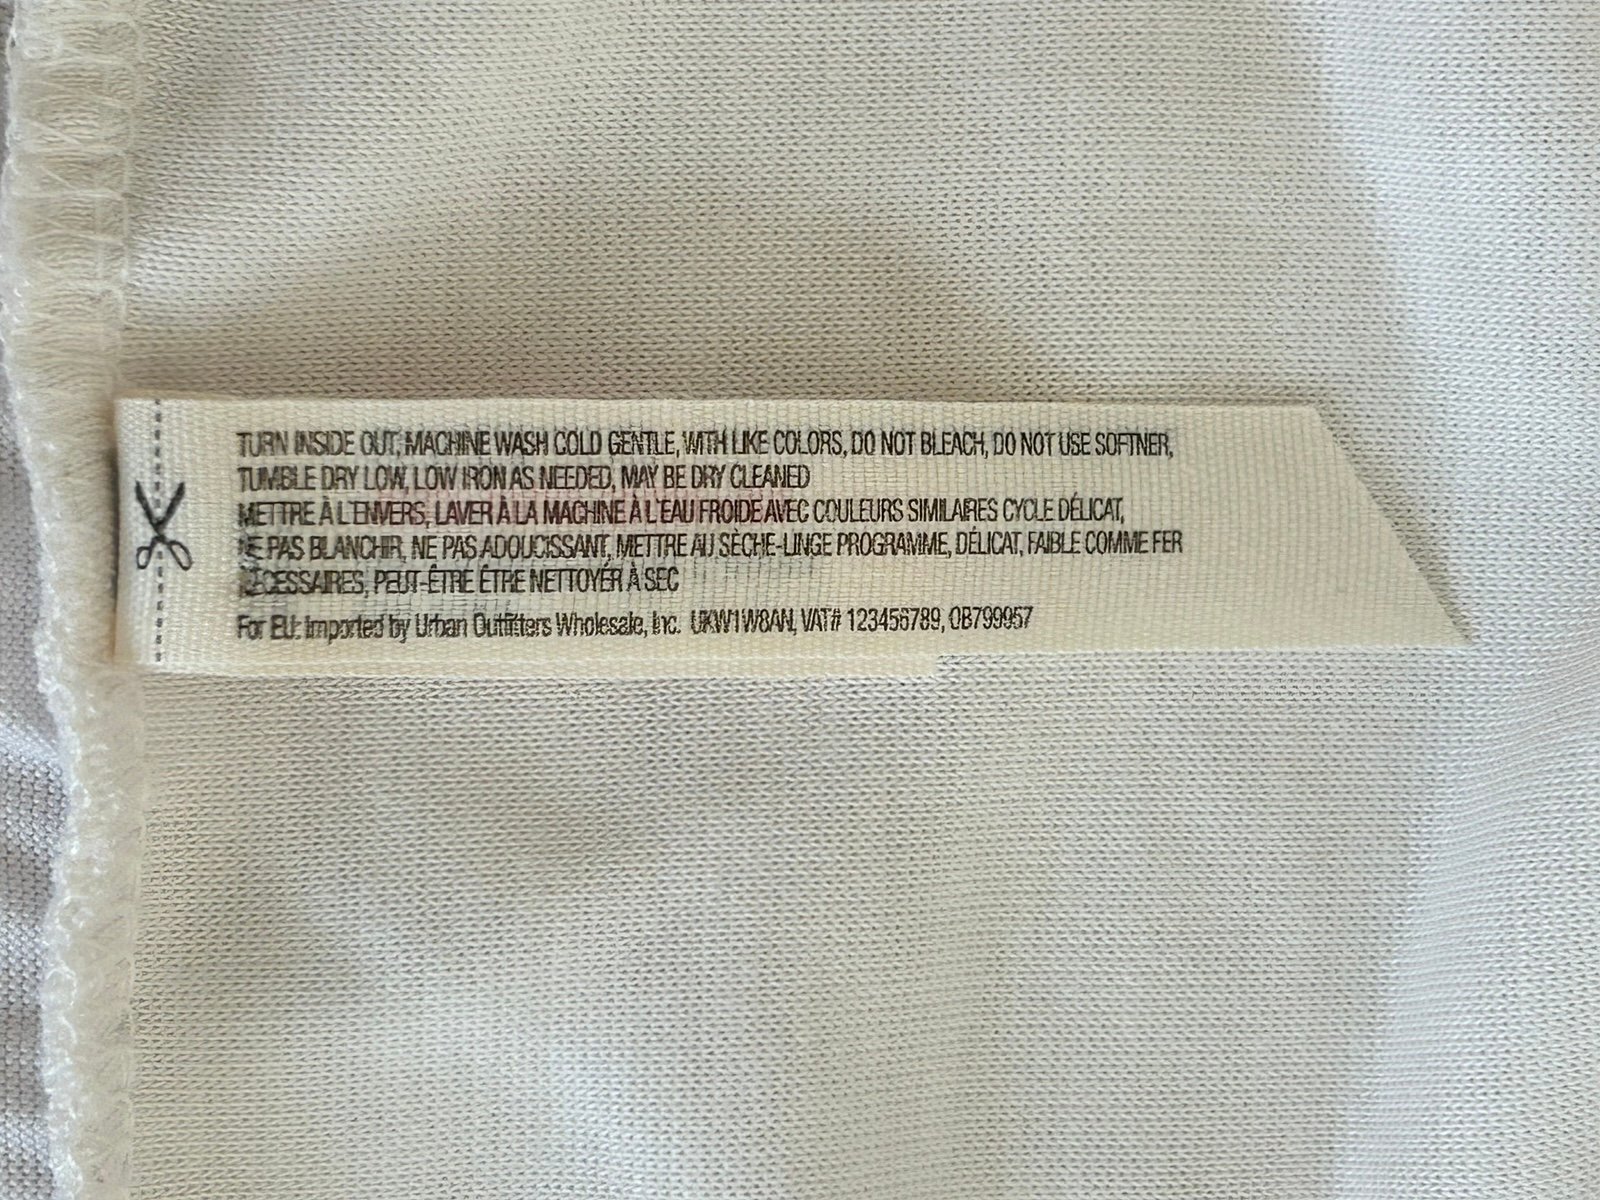 TURN INSIDE OUT, MACHINE WASH COLD GENTLE, WITH LIKE COLORS, DO NOT BLEACH, DO NOT USE SOFTNER,
TUMBLE DRY LOW, LOW IRON AS NEEDED, MAY BE DRY CLEANED
METTRE À L'ENVERS, LAVER À LA MACHINE À L'EAU FROIDE AVEC COULEURS SIMILAIRES CYCLE DÉLICAT,
NE PAS BLANCHIR, NE PAS ADOUCISSANT, METTRE AU SÈCHE-LINGE PROGRAMME, DÉLICAT, FAIBLE COMME FER
NÉCESSAIRES, PEUT-ÊTRE ÊTRE NETTOYÉR À SEC
For EU: Imported by Urban Outfitters Wholesale, Inc. UKW1W8AN, VAT# 123456789, OB799957